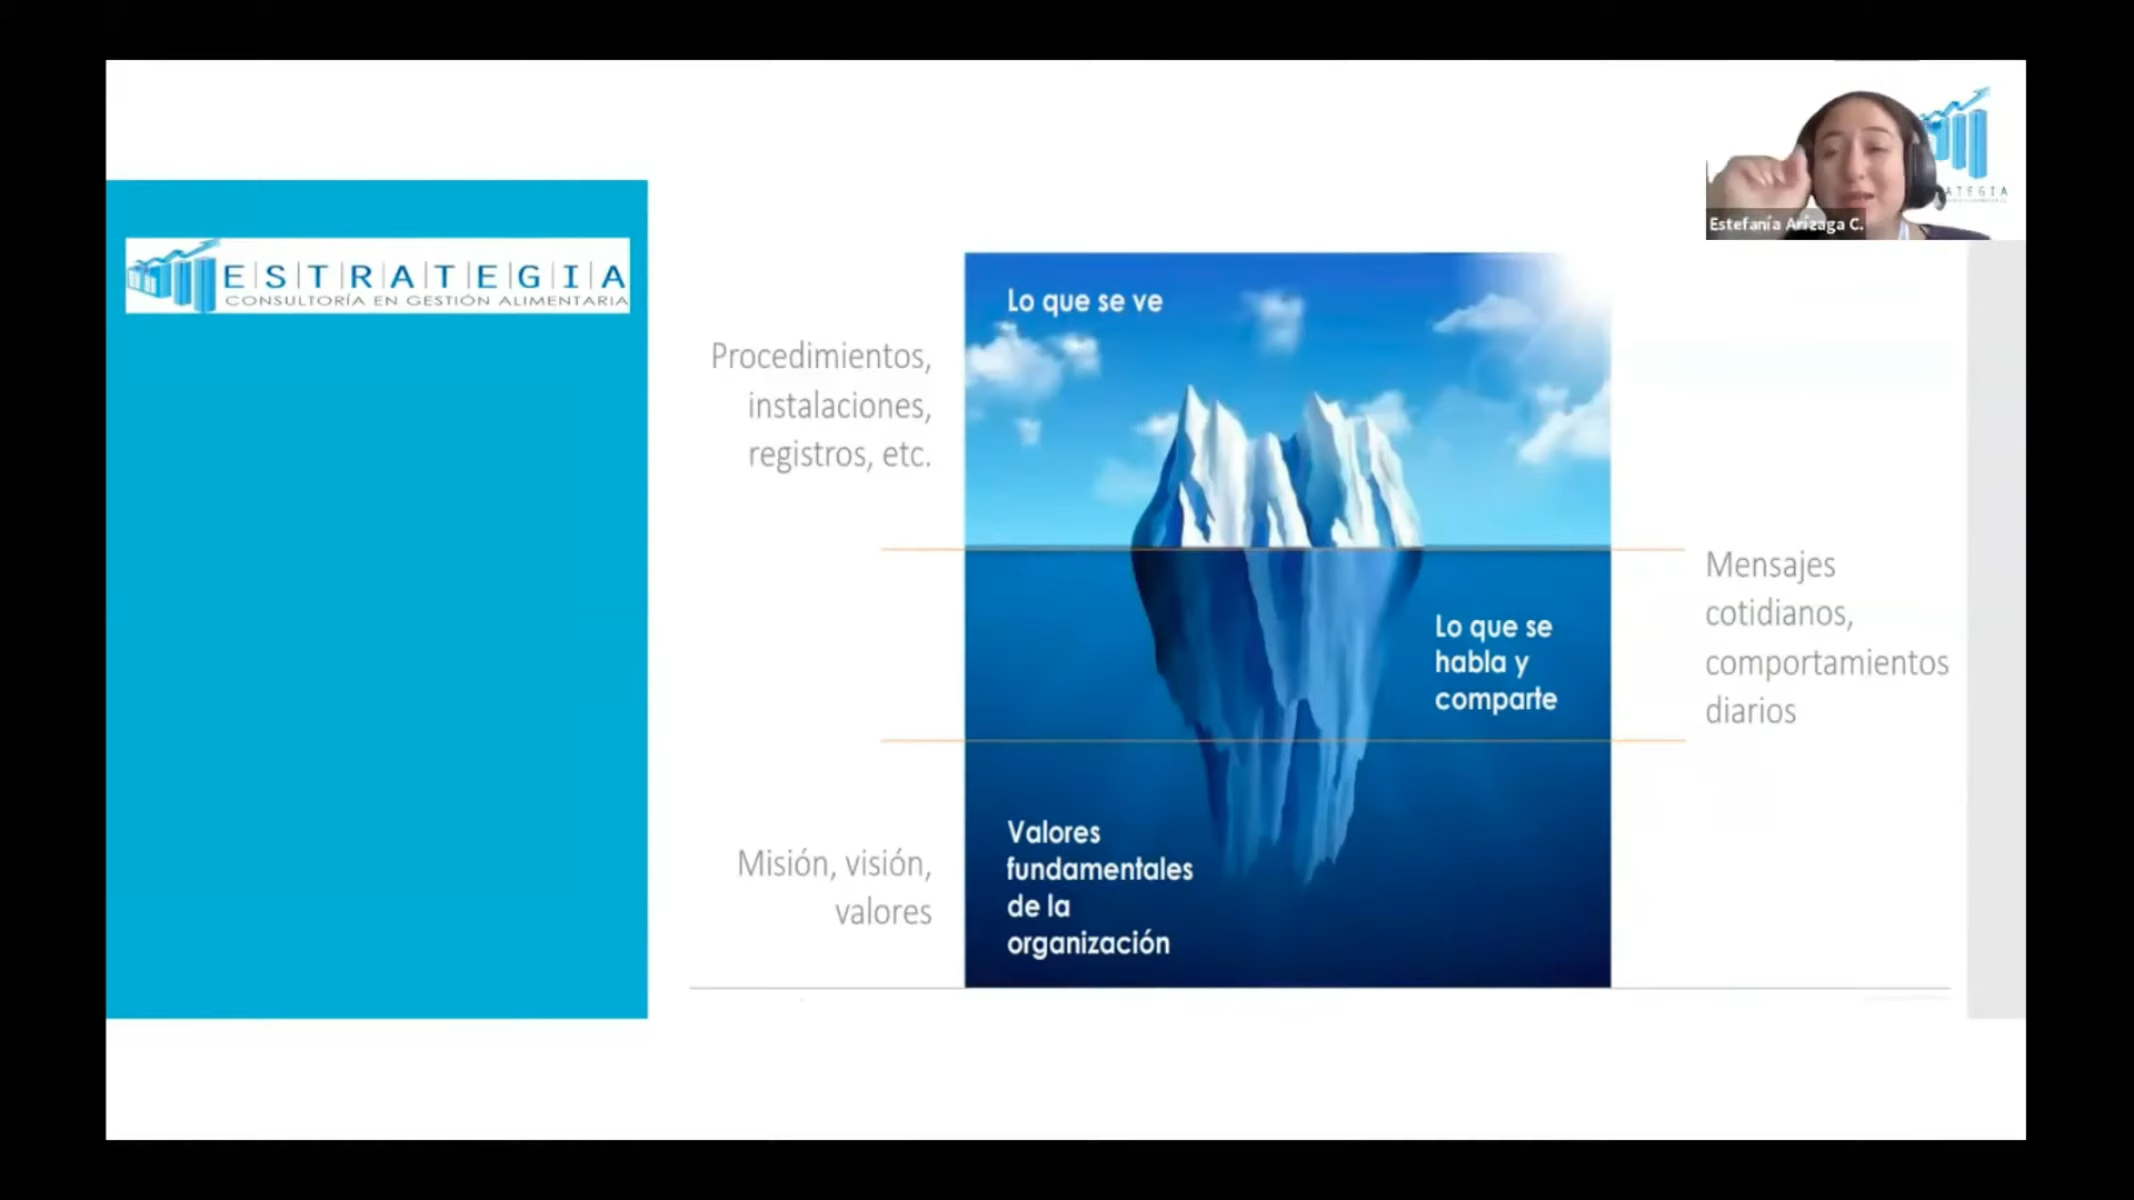 E|S|T|R|A|T|E|G|I|A
CONSULTORÍA EN GESTIÓN ALIMENTARIA
ATEGIA
Estefanía Arízaga C.
Lo que se ve
Procedimientos,
instalaciones,
registros, etc.
Lo que se
habla y
comparte
Mensajes
cotidianos,
comportamientos
diarios
Valores
fundamentales
de la
organización
Misión, visión,
valores